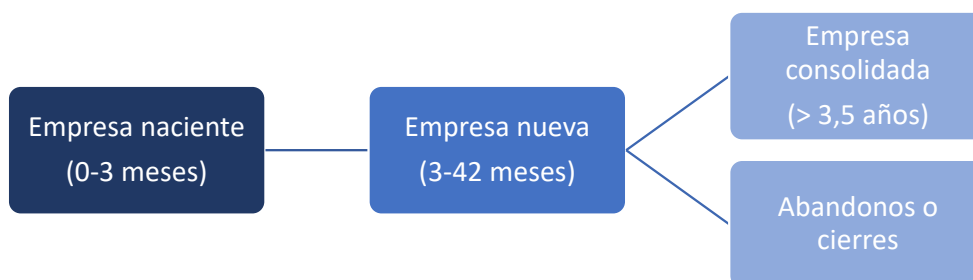 Empresa naciente
(0-3 meses)
Empresa nueva
(3-42 meses)
Empresa
consolidada
(> 3,5 años)
Abandonos o
cierres